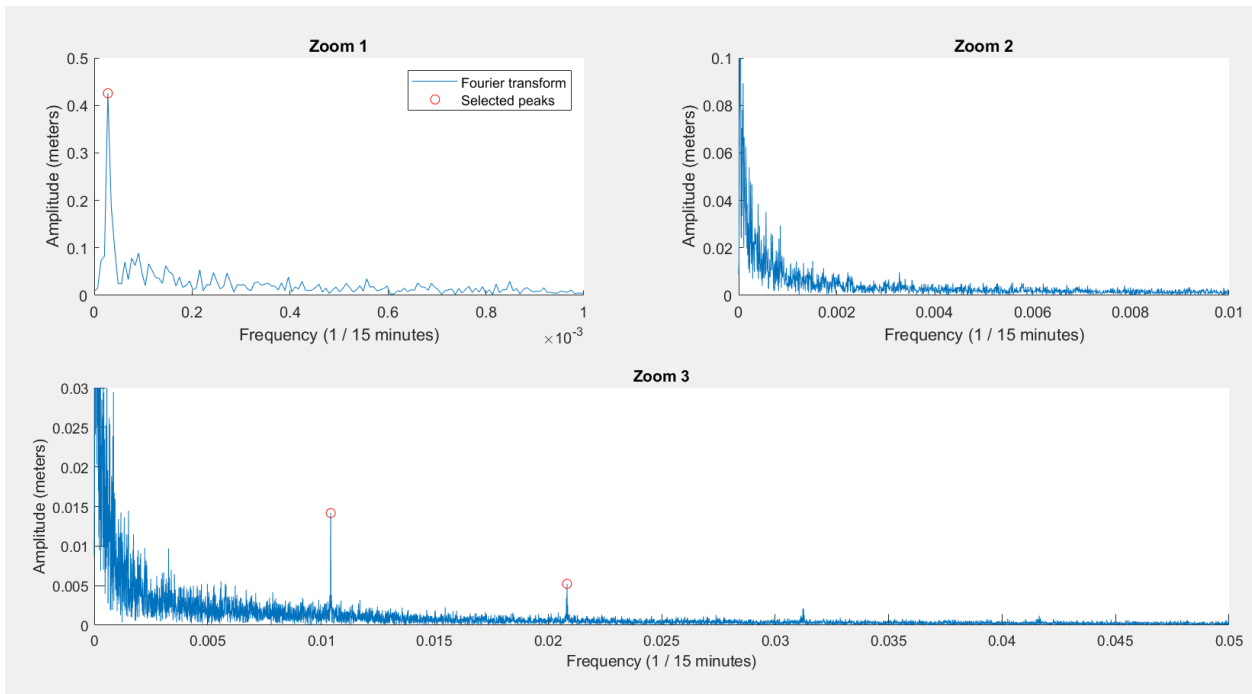 Zoom 1
0.5
0.4
0.3
0.2
0.1
0
Amplitude (meters)
Fourier transform
Selected peaks
0 0.2 0.4 0.6 0.8 1
Frequency (1 / 15 minutes)
×10-3
Zoom 2
0.1
0.08
0.06
0.04
0.02
0
Amplitude (meters)
0 0.002 0.004 0.006 0.008 0.01
Frequency (1 / 15 minutes)
Zoom 3
0.03
0.025
0.02
0.015
0.01
0.005
0
Amplitude (meters)
0 0.005 0.01 0.015 0.02 0.025 0.03 0.035 0.04 0.045 0.05
Frequency (1 / 15 minutes)